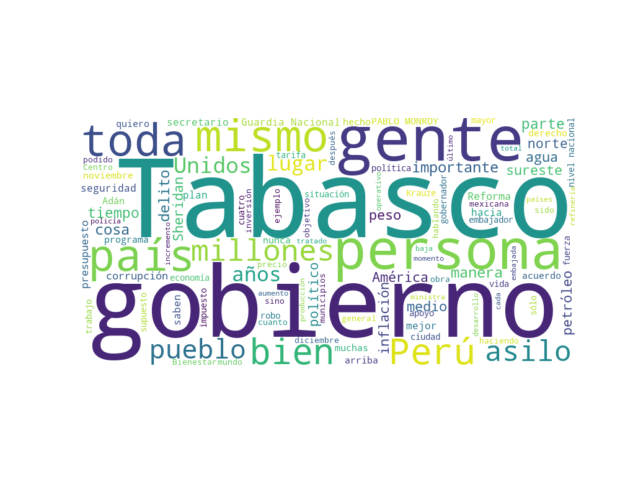 quiero secretario Guardia Nacional hecho PABLO MONROY mayor parte
toda mismo gente derecho norte nivel nacional
podido Centro Unidos lugar tarifa después política importante último total agua
noviembre Tabasco sureste
seguridad delito plan Sheridan cuata inversión ejemplo situación objetivo operativo Krauze gobernador Reforma mexicana países refinería
Adán tiempo peso hablando hacia sido
policía cosa programa nunca tratado embajador
presupuesto país millones persona embajada fuerza
incremento corrupción economía precio baja momento obra manera acuerdo
años América vida
gobierno
trabajo supuesto saben impuesto aumento sino producción municipios político inflación medio ministra apoyo cada desarrollo sólo petróleo
robo cuanto general mejor ciudad haciendo
pueblo diciembre muchas bien Perú asilo
Bienestar mundo arriba